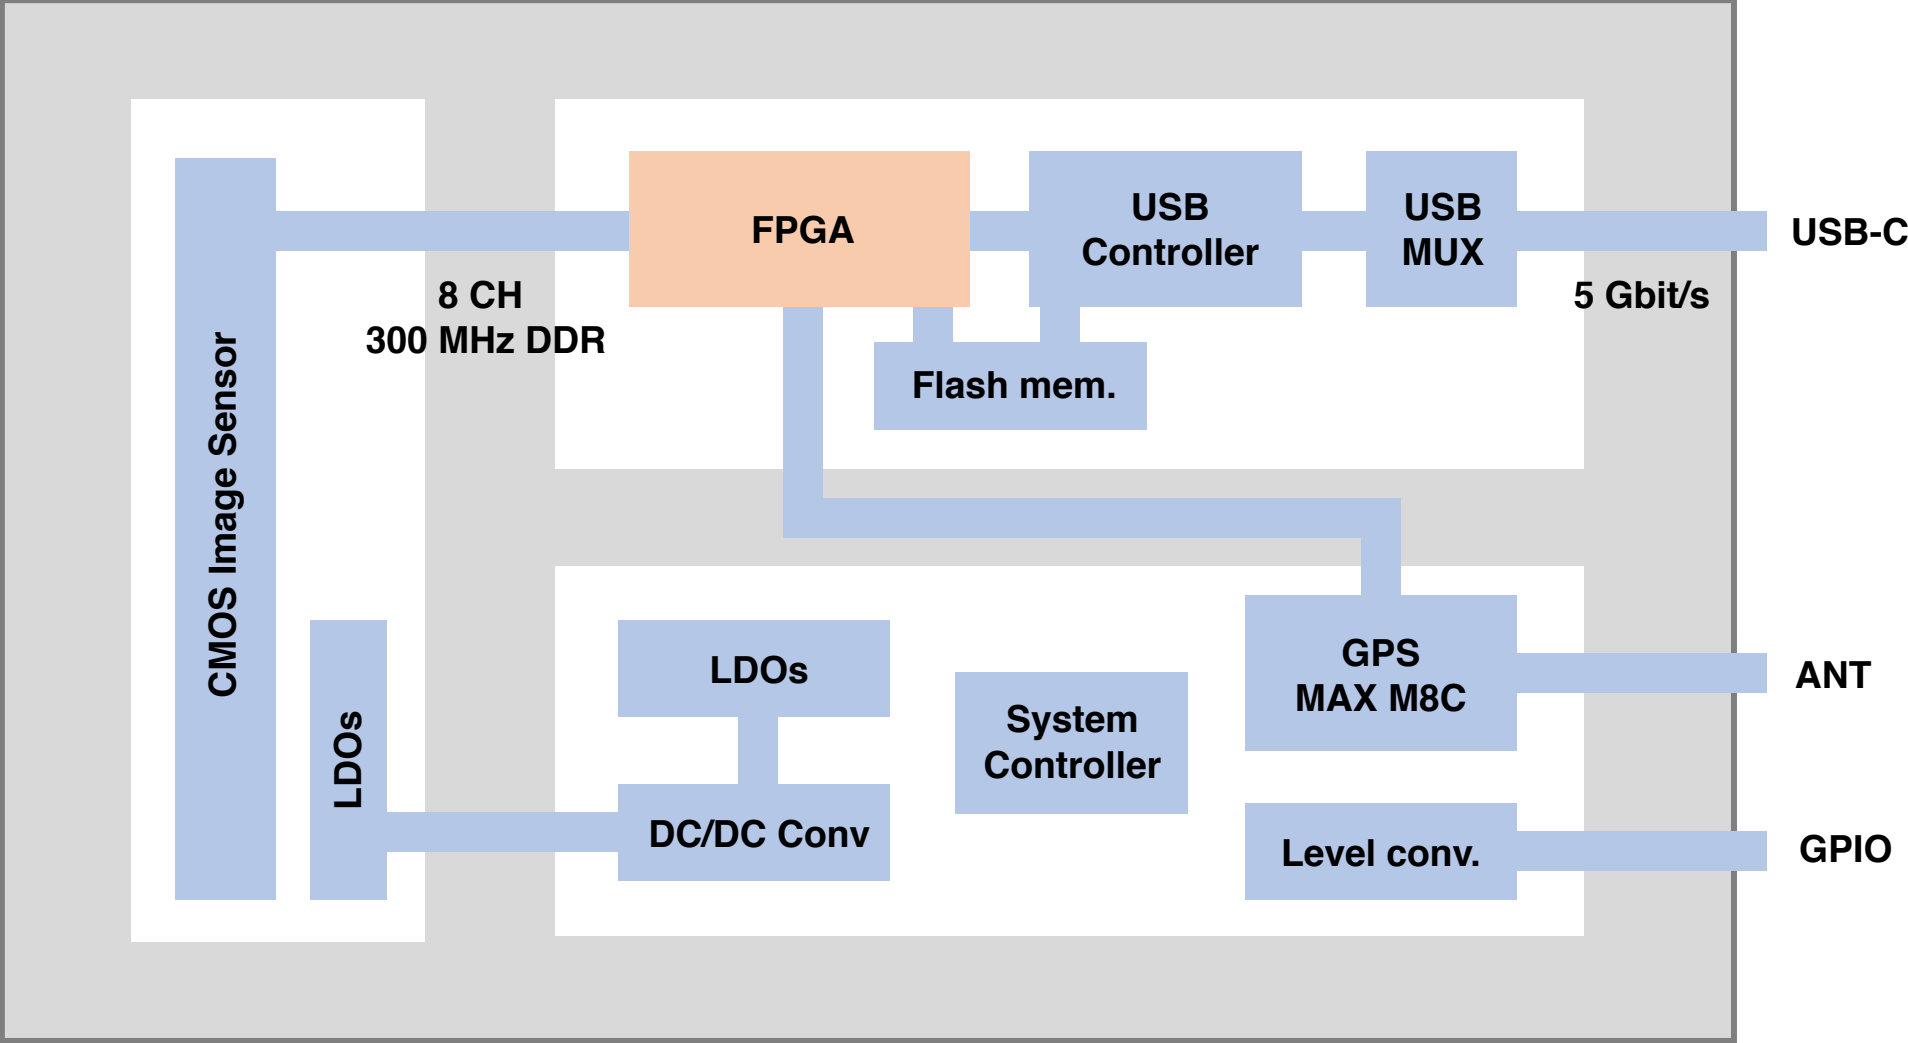 CMOS Image Sensor
LDOs
8 CH
300 MHz DDR
FPGA
USB
Controller
USB
MUX
USB-C
5 Gbit/s
Flash mem.
LDOs
DC/DC Conv
System
Controller
GPS
MAX M8C
ANT
Level conv.
GPIO